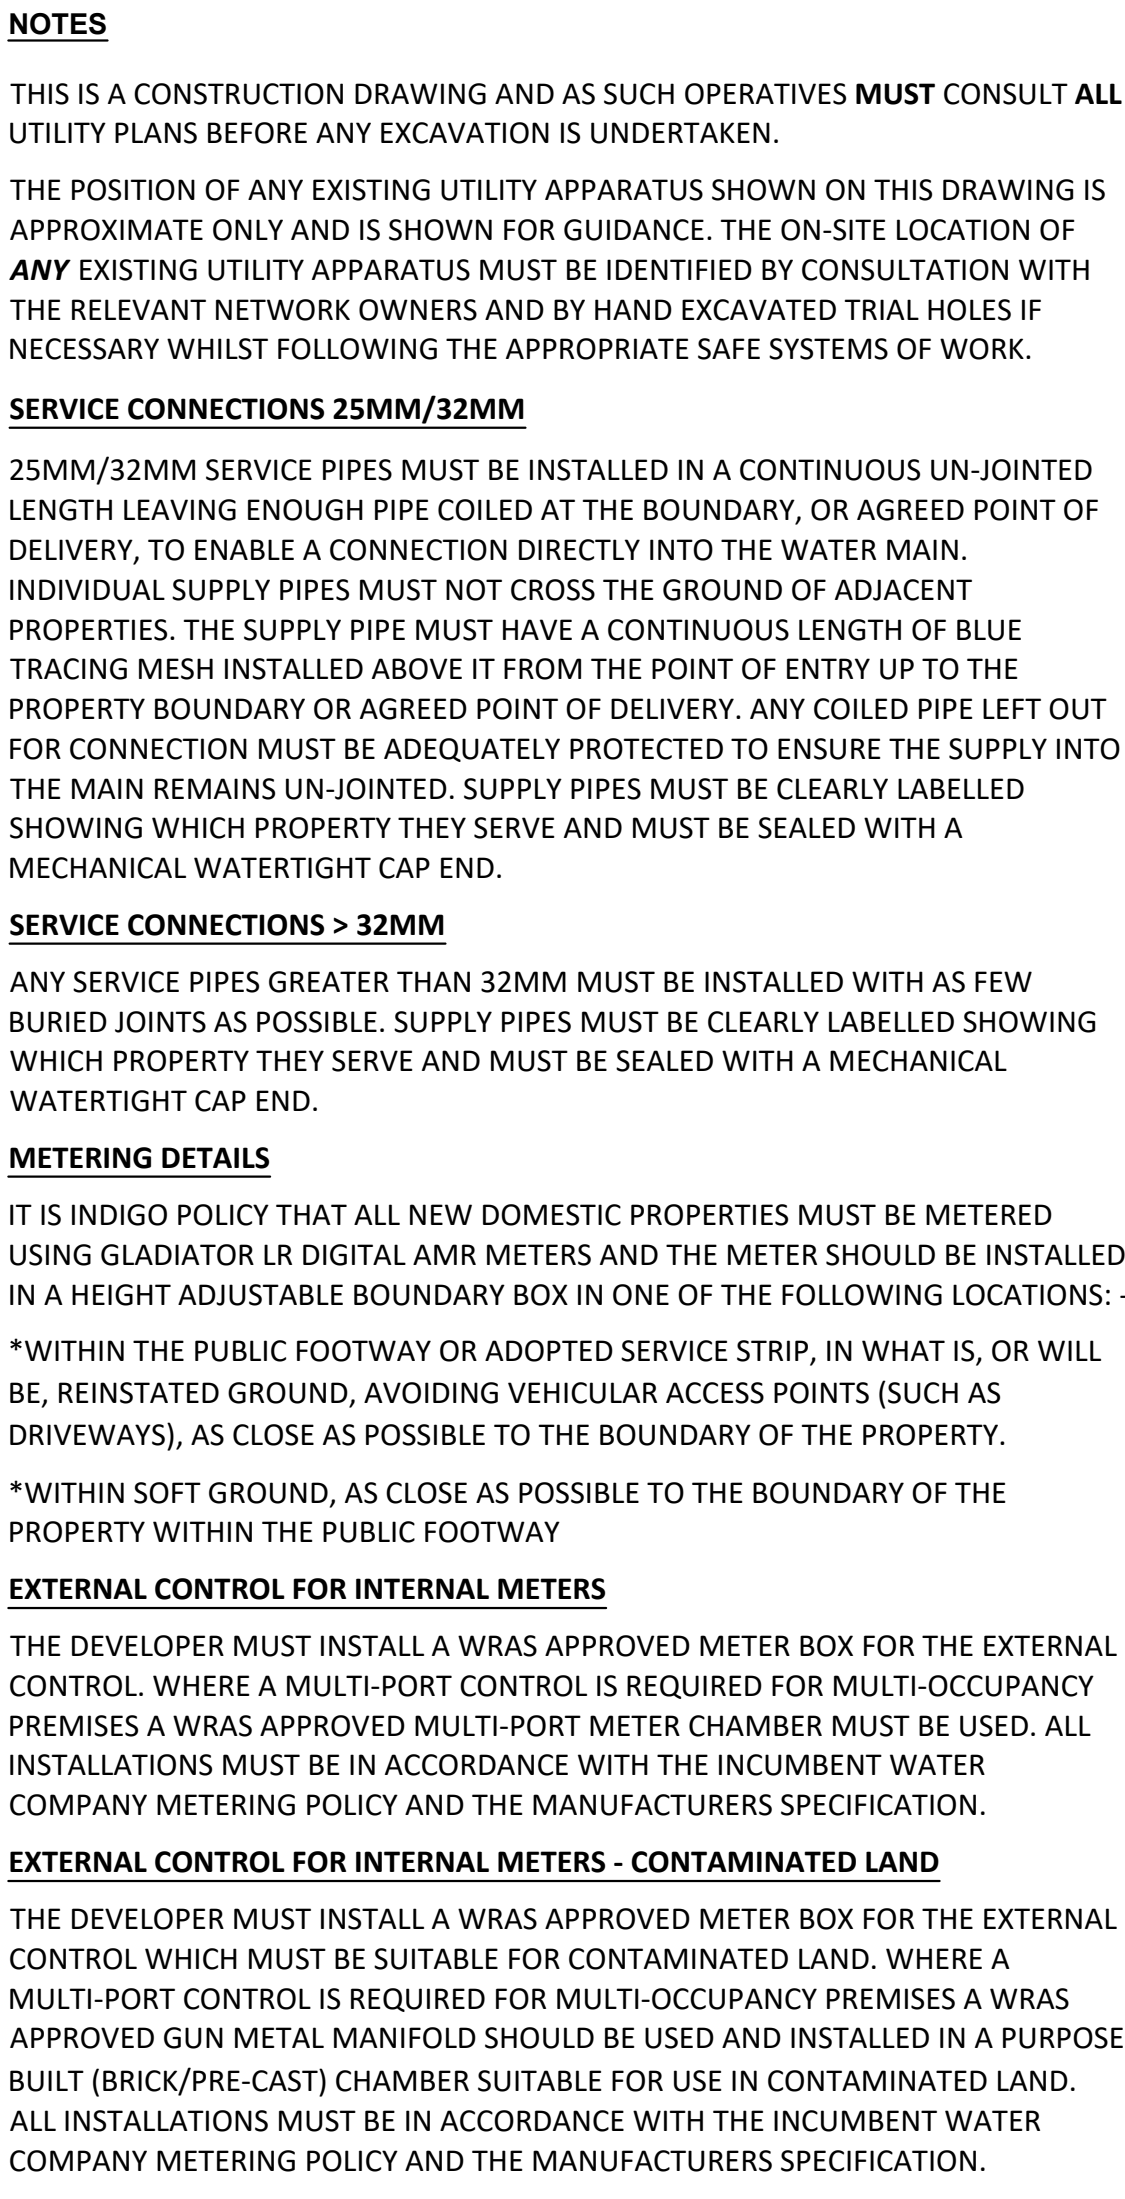 NOTES
THIS IS A CONSTRUCTION DRAWING AND AS SUCH OPERATIVES MUST CONSULT ALL
UTILITY PLANS BEFORE ANY EXCAVATION IS UNDERTAKEN.
THE POSITION OF ANY EXISTING UTILITY APPARATUS SHOWN ON THIS DRAWING IS
APPROXIMATE ONLY AND IS SHOWN FOR GUIDANCE. THE ON-SITE LOCATION OF
ANY EXISTING UTILITY APPARATUS MUST BE IDENTIFIED BY CONSULTATION WITH
THE RELEVANT NETWORK OWNERS AND BY HAND EXCAVATED TRIAL HOLES IF
NECESSARY WHILST FOLLOWING THE APPROPRIATE SAFE SYSTEMS OF WORK.
SERVICE CONNECTIONS 25MM/32MM
25MM/32MM SERVICE PIPES MUST BE INSTALLED IN A CONTINUOUS UN-JOINTED
LENGTH LEAVING ENOUGH PIPE COILED AT THE BOUNDARY, OR AGREED POINT OF
DELIVERY, TO ENABLE A CONNECTION DIRECTLY INTO THE WATER MAIN.
INDIVIDUAL SUPPLY PIPES MUST NOT CROSS THE GROUND OF ADJACENT
PROPERTIES. THE SUPPLY PIPE MUST HAVE A CONTINUOUS LENGTH OF BLUE
TRACING MESH INSTALLED ABOVE IT FROM THE POINT OF ENTRY UP TO THE
PROPERTY BOUNDARY OR AGREED POINT OF DELIVERY. ANY COILED PIPE LEFT OUT
FOR CONNECTION MUST BE ADEQUATELY PROTECTED TO ENSURE THE SUPPLY INTO
THE MAIN REMAINS UN-JOINTED. SUPPLY PIPES MUST BE CLEARLY LABELLED
SHOWING WHICH PROPERTY THEY SERVE AND MUST BE SEALED WITH A
MECHANICAL WATERTIGHT CAP END.
SERVICE CONNECTIONS > 32MM
ANY SERVICE PIPES GREATER THAN 32MM MUST BE INSTALLED WITH AS FEW
BURIED JOINTS AS POSSIBLE. SUPPLY PIPES MUST BE CLEARLY LABELLED SHOWING
WHICH PROPERTY THEY SERVE AND MUST BE SEALED WITH A MECHANICAL
WATERTIGHT CAP END.
METERING DETAILS
IT IS INDIGO POLICY THAT ALL NEW DOMESTIC PROPERTIES MUST BE METERED
USING GLADIATOR LR DIGITAL AMR METERS AND THE METER SHOULD BE INSTALLED
IN A HEIGHT ADJUSTABLE BOUNDARY BOX IN ONE OF THE FOLLOWING LOCATIONS: -
*WITHIN THE PUBLIC FOOTWAY OR ADOPTED SERVICE STRIP, IN WHAT IS, OR WILL
BE, REINSTATED GROUND, AVOIDING VEHICULAR ACCESS POINTS (SUCH AS
DRIVEWAYS), AS CLOSE AS POSSIBLE TO THE BOUNDARY OF THE PROPERTY.
*WITHIN SOFT GROUND, AS CLOSE AS POSSIBLE TO THE BOUNDARY OF THE
PROPERTY WITHIN THE PUBLIC FOOTWAY
EXTERNAL CONTROL FOR INTERNAL METERS
THE DEVELOPER MUST INSTALL A WRAS APPROVED METER BOX FOR THE EXTERNAL
CONTROL. WHERE A MULTI-PORT CONTROL IS REQUIRED FOR MULTI-OCCUPANCY
PREMISES A WRAS APPROVED MULTI-PORT METER CHAMBER MUST BE USED. ALL
INSTALLATIONS MUST BE IN ACCORDANCE WITH THE INCUMBENT WATER
COMPANY METERING POLICY AND THE MANUFACTURERS SPECIFICATION.
EXTERNAL CONTROL FOR INTERNAL METERS - CONTAMINATED LAND
THE DEVELOPER MUST INSTALL A WRAS APPROVED METER BOX FOR THE EXTERNAL
CONTROL WHICH MUST BE SUITABLE FOR CONTAMINATED LAND. WHERE A
MULTI-PORT CONTROL IS REQUIRED FOR MULTI-OCCUPANCY PREMISES A WRAS
APPROVED GUN METAL MANIFOLD SHOULD BE USED AND INSTALLED IN A PURPOSE
BUILT (BRICK/PRE-CAST) CHAMBER SUITABLE FOR USE IN CONTAMINATED LAND.
ALL INSTALLATIONS MUST BE IN ACCORDANCE WITH THE INCUMBENT WATER
COMPANY METERING POLICY AND THE MANUFACTURERS SPECIFICATION.